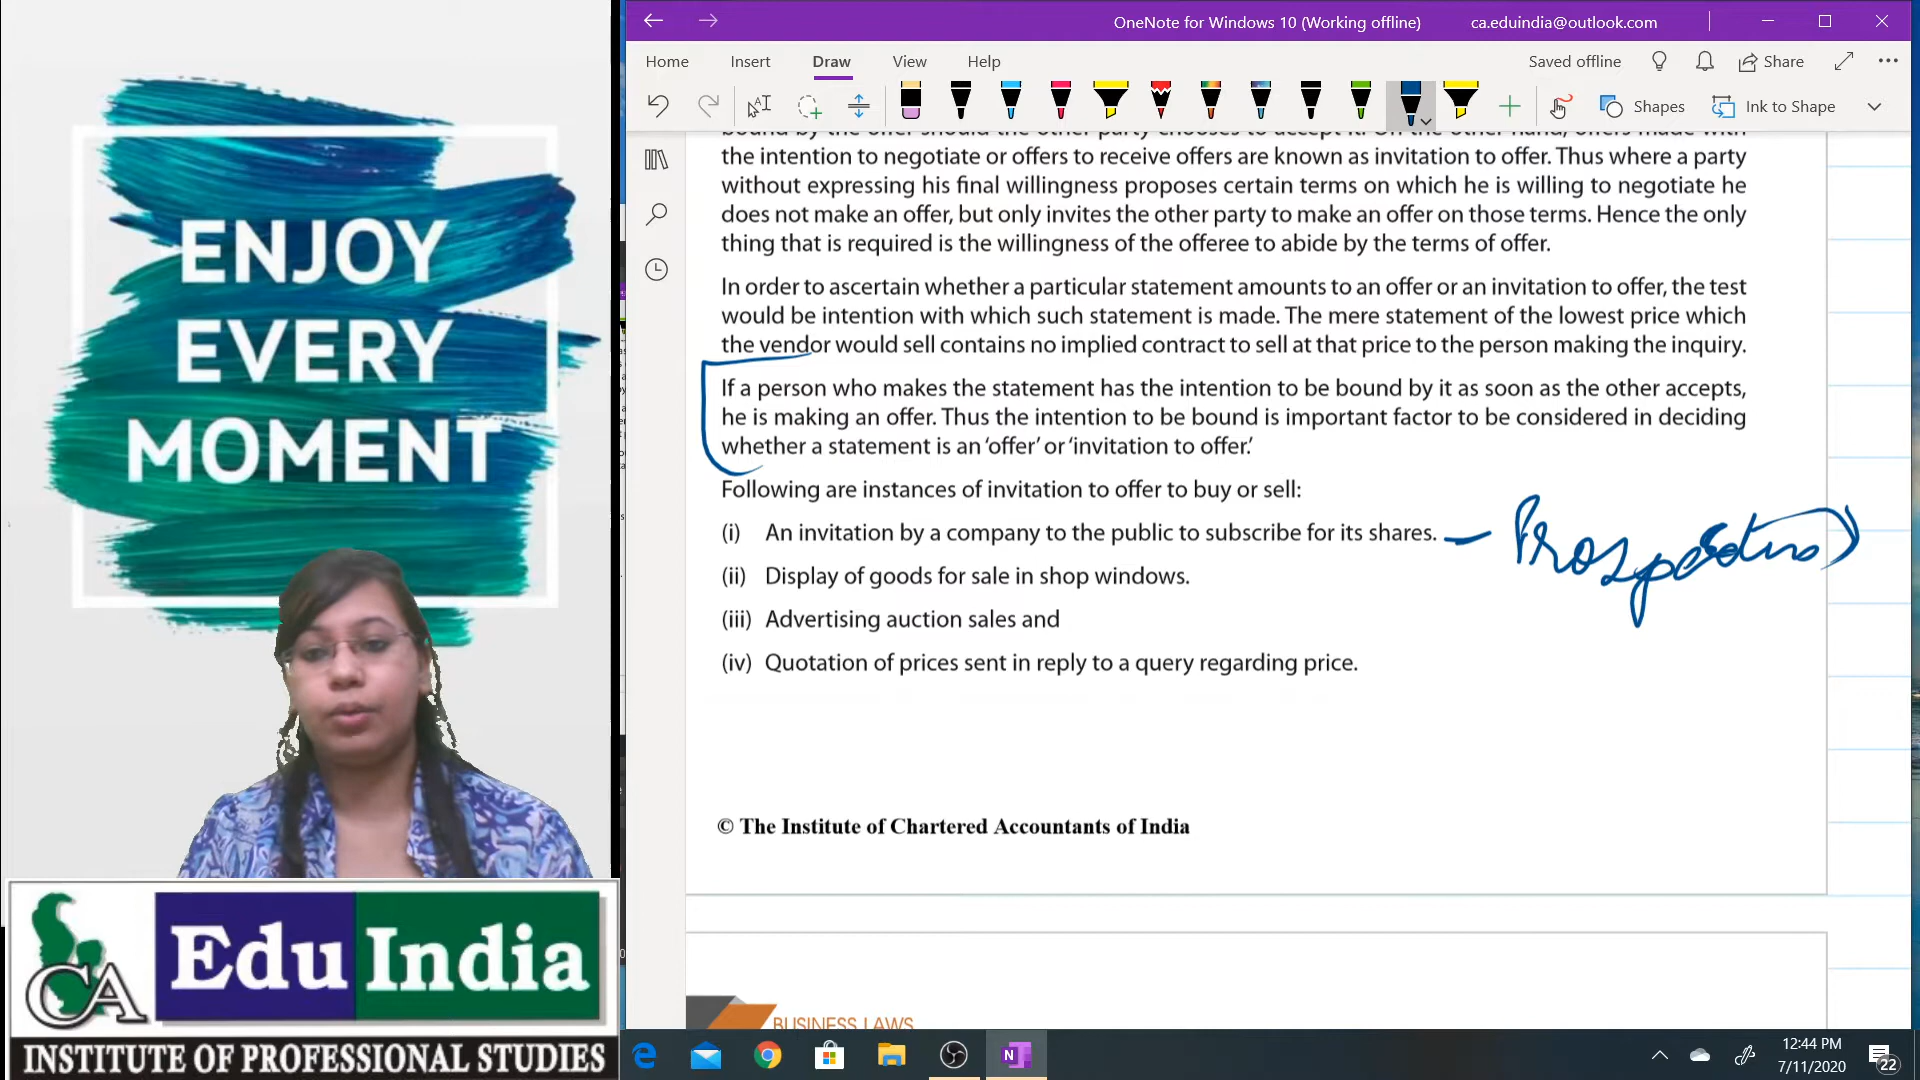 OneNote for Windows 10 (Working offline)
ca.eduindia@outlook.com
Home Insert Draw View Help
Saved offline
Share
Shapes
Ink to Shape
ENJOY
EVERY
MOMENT
the intention to negotiate or offers to receive offers are known as invitation to offer. Thus where a party
without expressing his final willingness proposes certain terms on which he is willing to negotiate he
does not make an offer, but only invites the other party to make an offer on those terms. Hence the only
thing that is required is the willingness of the offeree to abide by the terms of offer.
In order to ascertain whether a particular statement amounts to an offer or an invitation to offer, the test
would be intention with which such statement is made. The mere statement of the lowest price which
the vendor would sell contains no implied contract to sell at that price to the person making the inquiry.
If a person who makes the statement has the intention to be bound by it as soon as the other accepts,
he is making an offer. Thus the intention to be bound is important factor to be considered in deciding
whether a statement is an ‘offer’ or ‘invitation to offer.’
Following are instances of invitation to offer to buy or sell:
(i) An invitation by a company to the public to subscribe for its shares. – Prospectus
(ii) Display of goods for sale in shop windows.
(iii) Advertising auction sales and
(iv) Quotation of prices sent in reply to a query regarding price.
© The Institute of Chartered Accountants of India
BUSINESS LAWS
CA Edu India
INSTITUTE OF PROFESSIONAL STUDIES
12:44 PM
7/11/2020
22